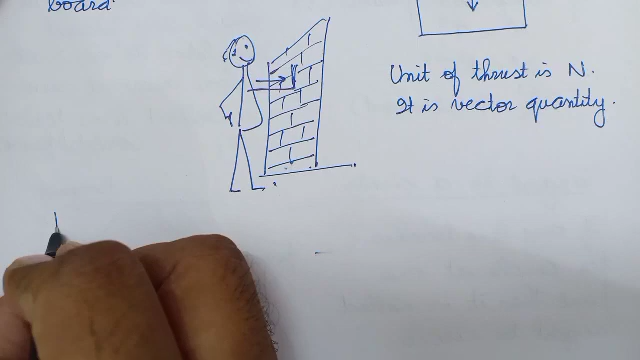 board.
Unit of thrust is N.
It is vector quantity.